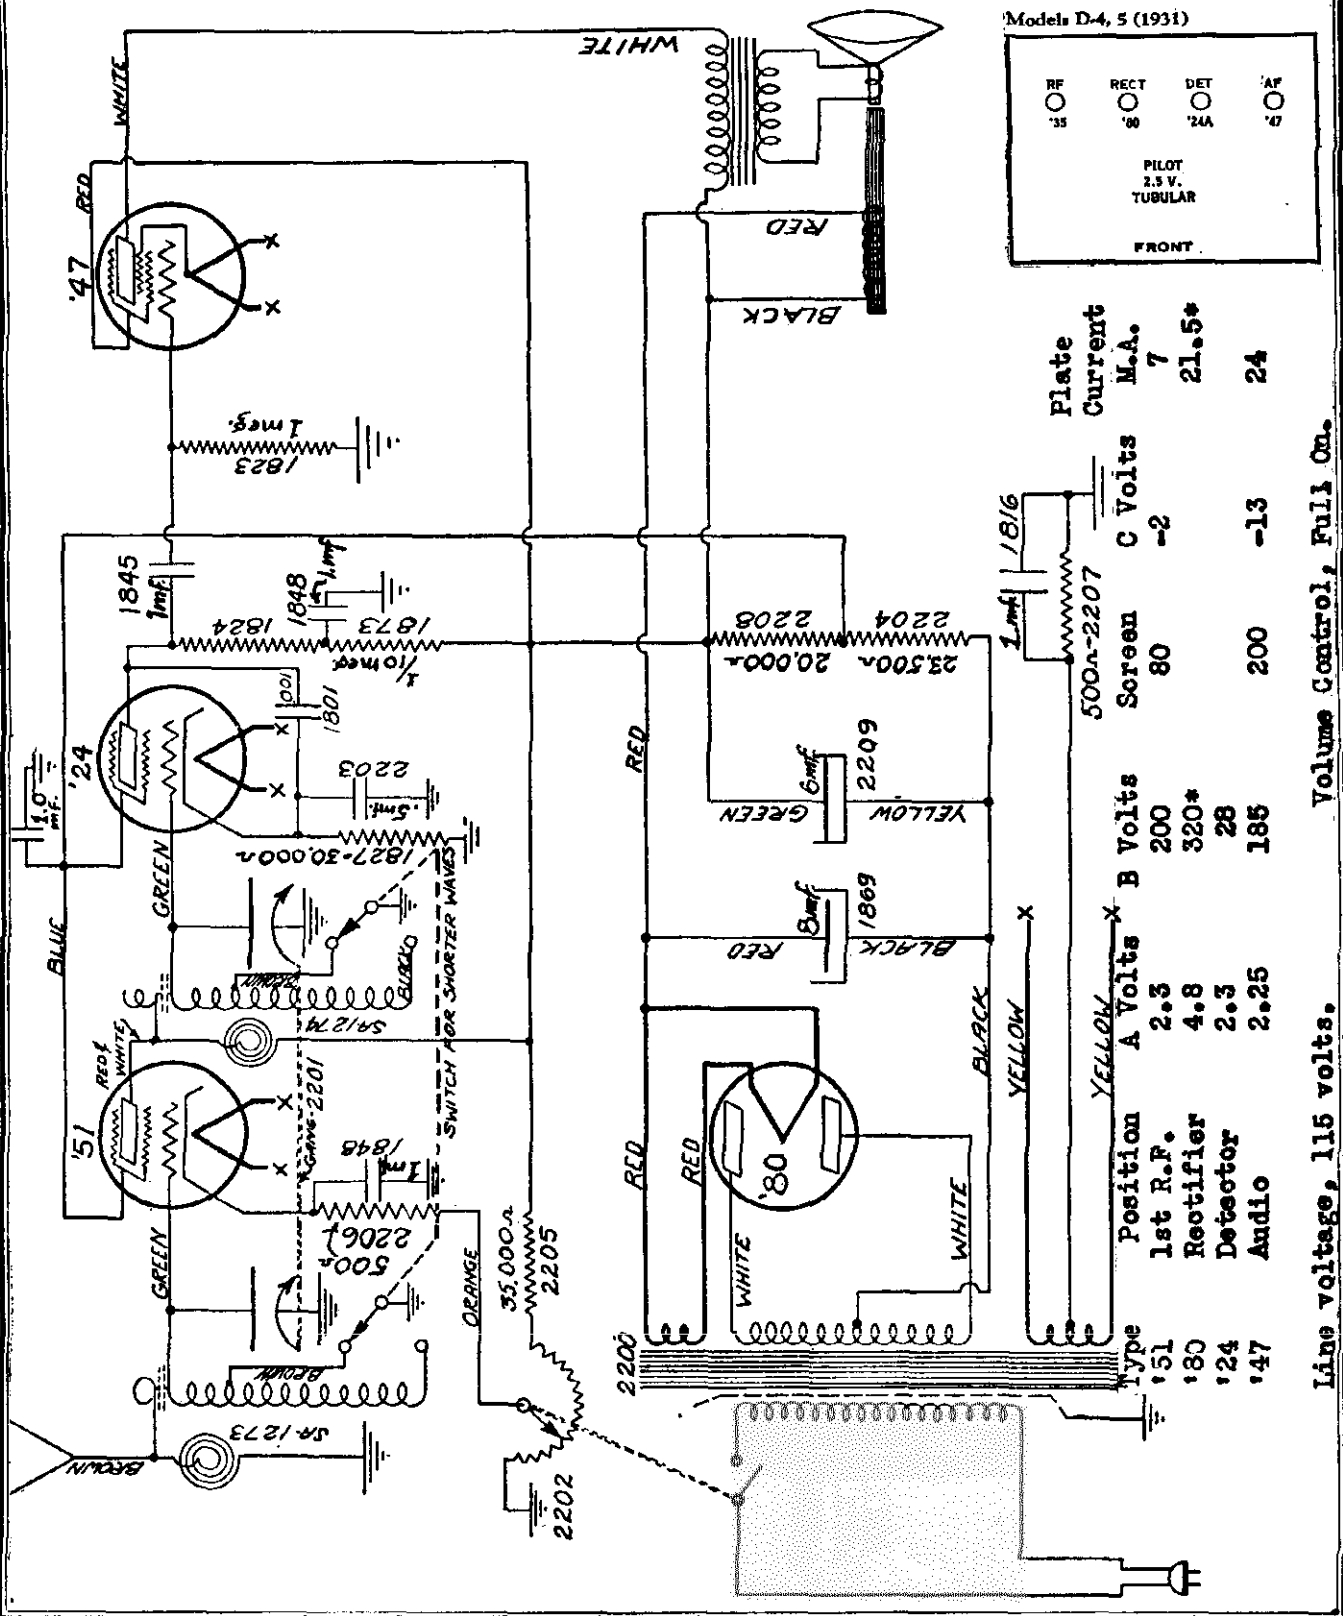 Models D-4, 5 (1931)
RF
'35
RECT
'80
DET
'24A
'AF
'47
PILOT
2.5 V.
TUBULAR
FRONT
WHITE
WHITE
RED
'47
1 meg.
1823
1845
1mf.
1824
1848
.1mf
1873
1/10 meg.
1801
.001
'24
1.0
m.f.
2203
.5mf.
1827-30,000Ω
GREEN
BLUE
BROWN
BLACK
SA1274
SWITCH FOR SHORTER WAVES
RED &
WHITE
'51
GANG-2201
1848
.1mf
2206
500Ω
GREEN
BROWN
SA-1273
BROWN
ORANGE
35,000Ω
2205
2202
RED
BLACK
2208
20,000Ω
2204
23,500Ω
RED
6mf
2209
GREEN
YELLOW
8mf
1869
RED
BLACK
BLACK
RED
RED
'80
WHITE
WHITE
2200
YELLOW
YELLOW
1816
.1mf
500Ω-2207
Type Position A Volts B Volts Screen C Volts Plate Current M.A.
'51 1st R.F. 2.3 200 80 -2 7
'80 Rectifier 4.8 320* 21.5*
'24 Detector 2.3 28
'47 Audio 2.25 185 200 -13 24
Line voltage, 115 volts. Volume Control, Full On.